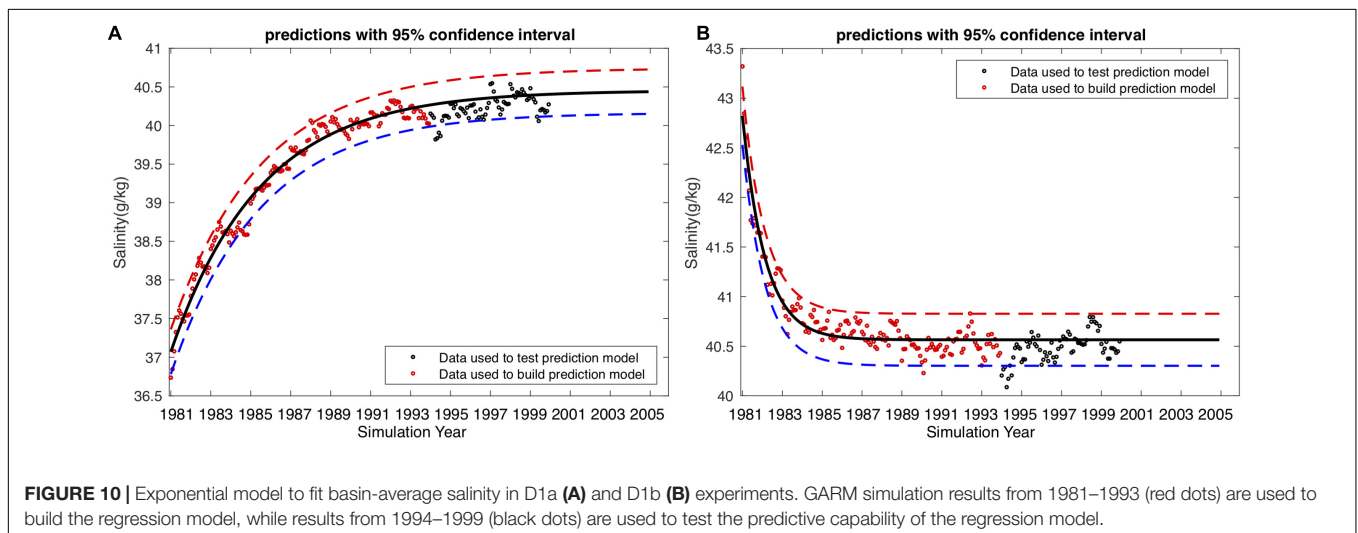 A
predictions with 95% confidence interval
41
40.5
40
39.5
39
38.5
38
37.5
37
36.5
Salinity(g/kg)
Data used to test prediction model
Data used to build prediction model
1981 1983 1985 1987 1989 1991 1993 1995 1997 1999 2001 2003 2005
Simulation Year
B
predictions with 95% confidence interval
43.5
43
42.5
42
41.5
41
40.5
40
Salinity(g/kg)
Data used to test prediction model
Data used to build prediction model
1981 1983 1985 1987 1989 1991 1993 1995 1997 1999 2001 2003 2005
Simulation Year
FIGURE 10 | Exponential model to fit basin-average salinity in D1a (A) and D1b (B) experiments. GARM simulation results from 1981–1993 (red dots) are used to
build the regression model, while results from 1994–1999 (black dots) are used to test the predictive capability of the regression model.